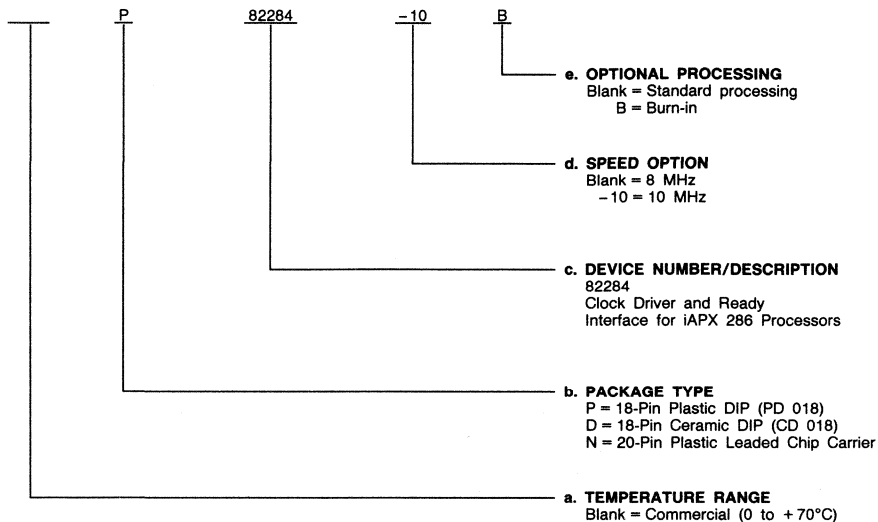 P 82284 -10 B
e. OPTIONAL PROCESSING
Blank = Standard processing
B = Burn-in
d. SPEED OPTION
Blank = 8 MHz
-10 = 10 MHz
c. DEVICE NUMBER/DESCRIPTION
82284
Clock Driver and Ready
Interface for iAPX 286 Processors
b. PACKAGE TYPE
P = 18-Pin Plastic DIP (PD 018)
D = 18-Pin Ceramic DIP (CD 018)
N = 20-Pin Plastic Leaded Chip Carrier
a. TEMPERATURE RANGE
Blank = Commercial (0 to +70°C)